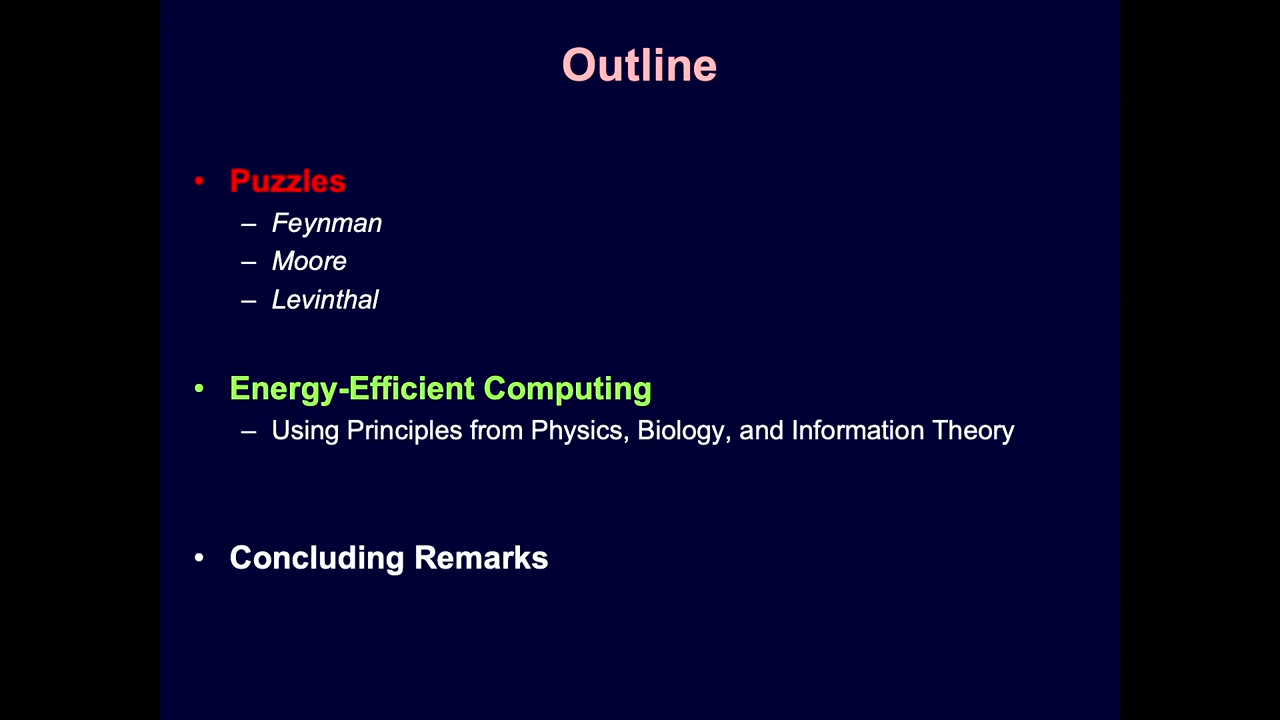 Outline
• Puzzles
– Feynman
– Moore
– Levinthal
• Energy-Efficient Computing
– Using Principles from Physics, Biology, and Information Theory
• Concluding Remarks